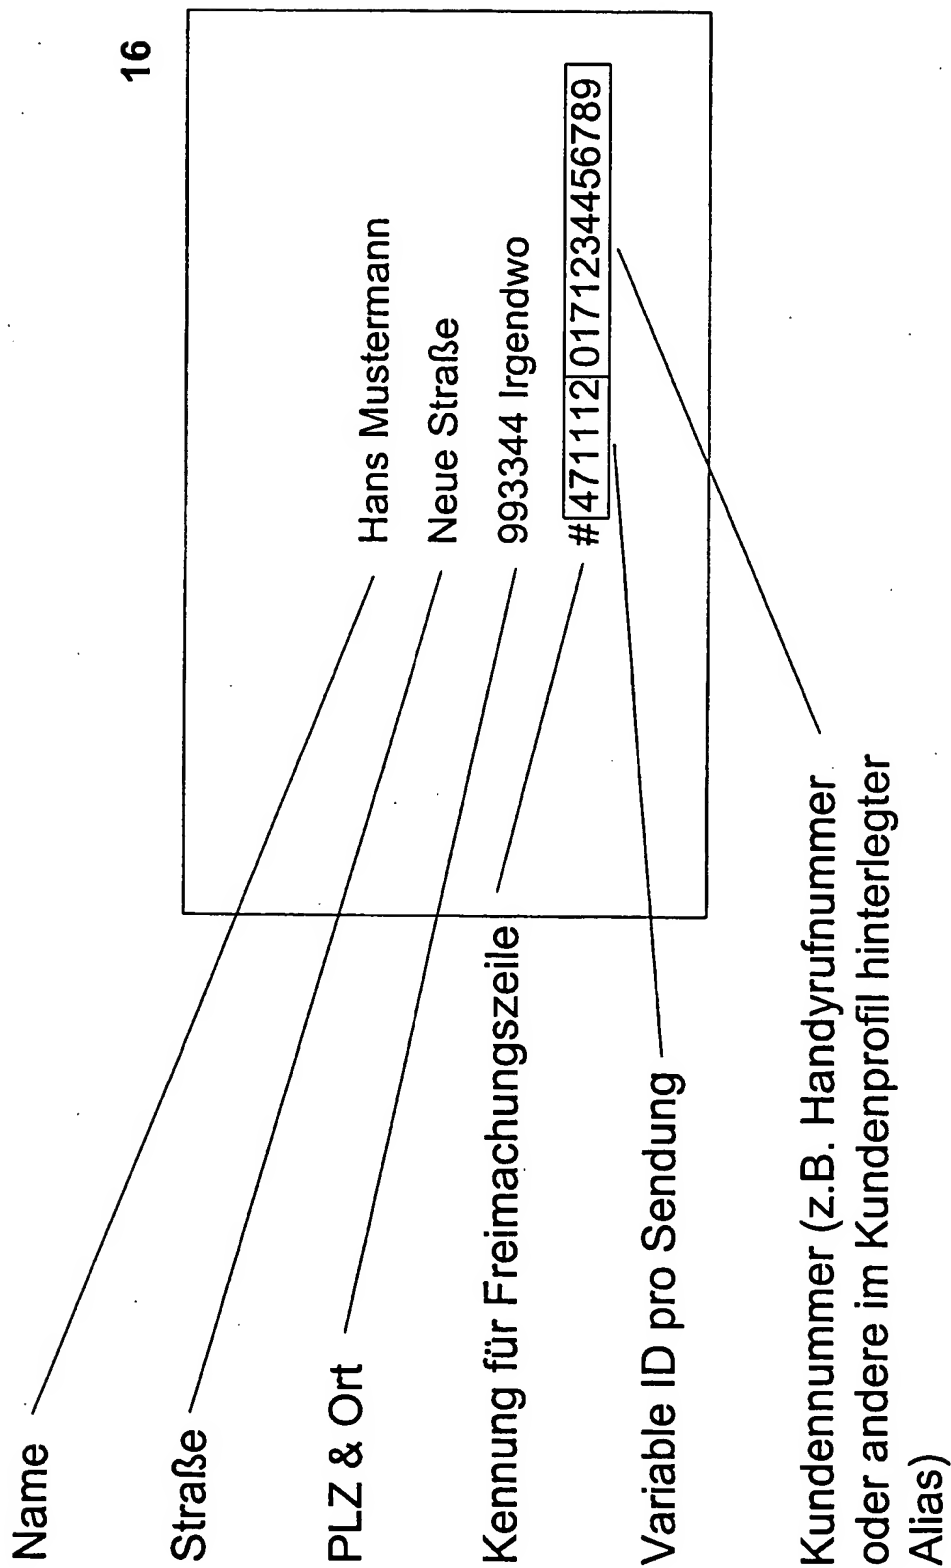 16
Name
Hans Mustermann
Straße
Neue Straße
PLZ & Ort
993344 Irgendwo
Kennung für Freimachungszeile
#471112 0171234456789
Variable ID pro Sendung
Kundennummer (z.B. Handyrufnummer
oder andere im Kundenprofil hinterlegter
Alias)